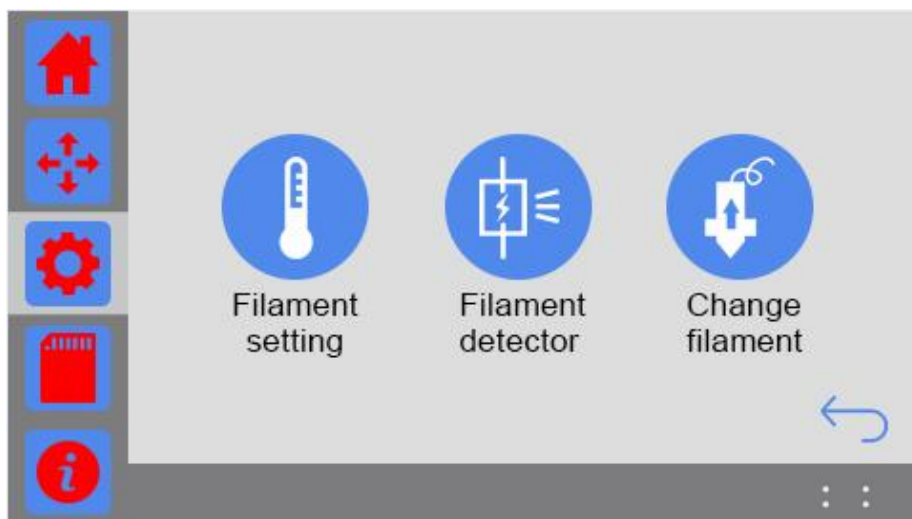 Filament
setting
Filament
detector
Change
filament
: :